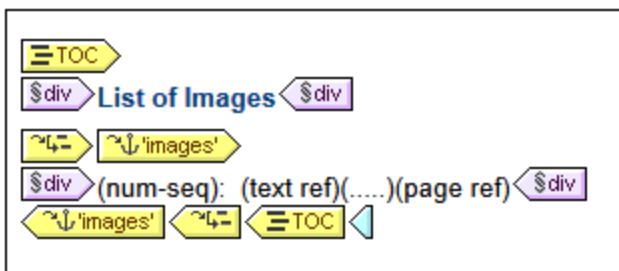 TOC
§div List of Images §div
'images'
§div (num-seq): (text ref)(.....)(page ref) §div
'images' TOC